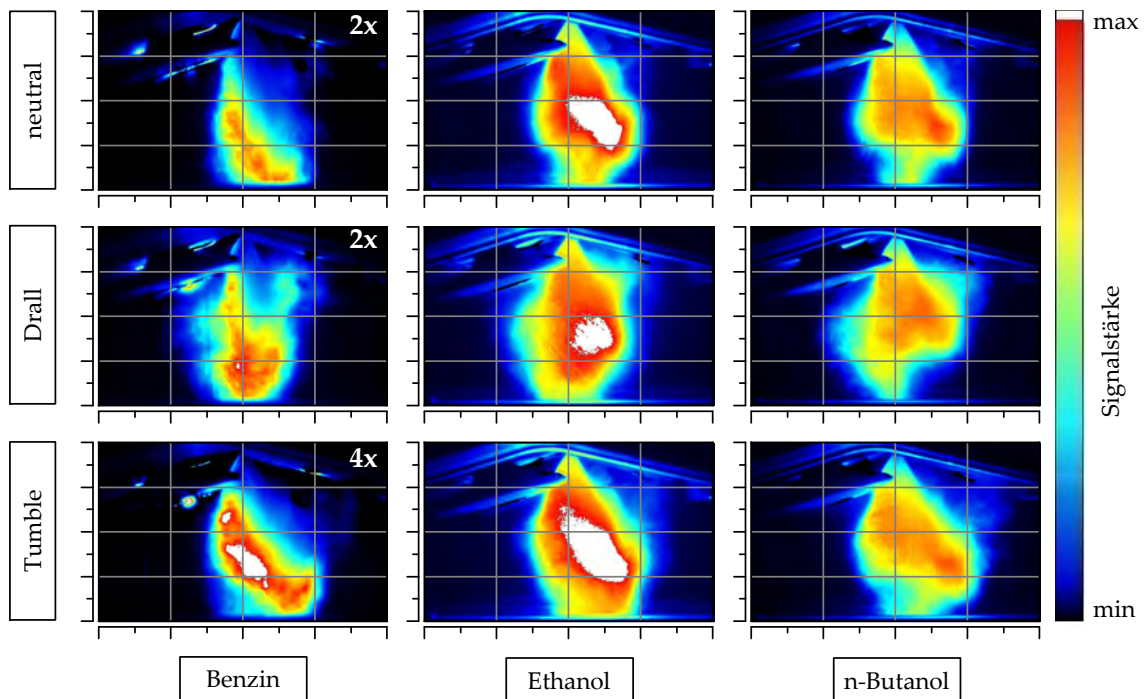 neutral
2x
max
Drall
2x
Signalstärke
Tumble
4x
min
Benzin
Ethanol
n-Butanol